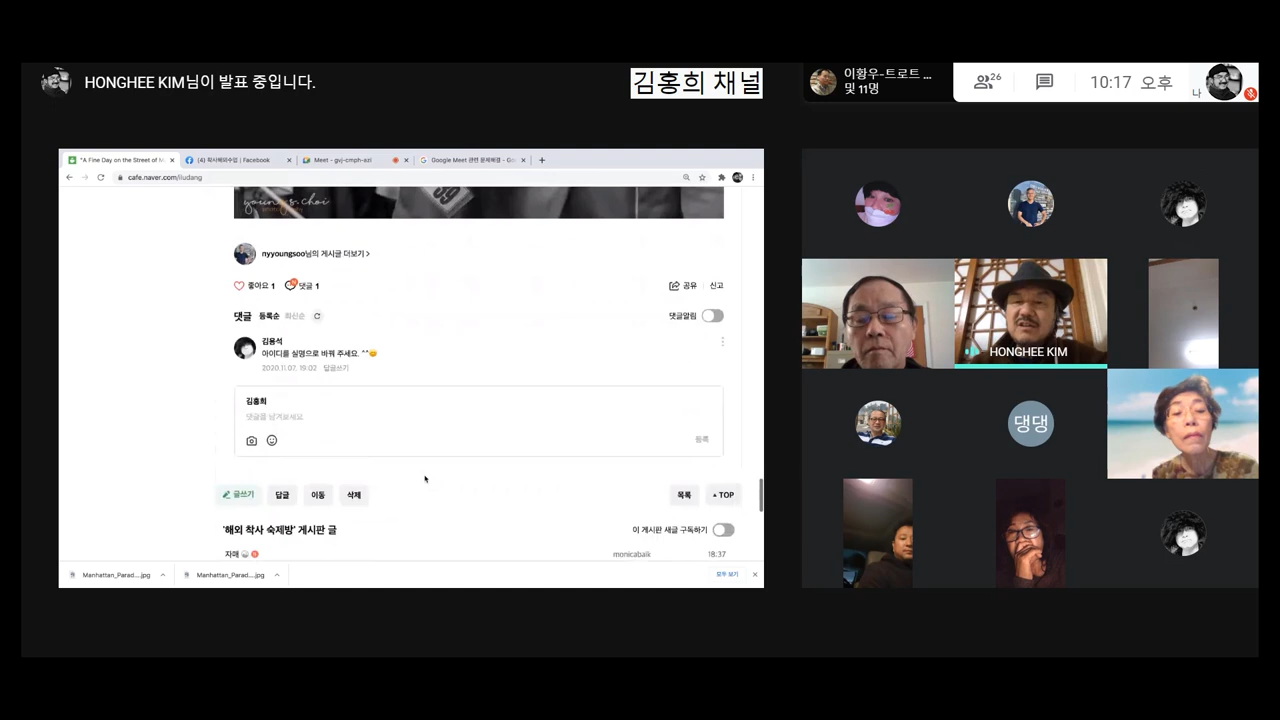 HONGHEE KIM님이 발표 중입니다.
김홍희 채널
이황우-트로트 ...
및 11명
26
10:17 오후
나
"A Fine Day on the Street of M
(4) 착사해외수업 | Facebook
Meet - gvj-cmph-azi
Google Meet 관련 문제해결 - Go
cafe.naver.com/iludang
young s. choi
nyyoungsoo님의 게시글 더보기 >
좋아요 1
댓글 1
공유
신고
댓글 등록순 최신순
댓글알림
김용석
아이디를 실명으로 바꿔 주세요. ^^
2020.11.07. 19:02 답글쓰기
김홍희
댓글을 남겨보세요
등록
글쓰기
답글
이동
삭제
목록
TOP
'해외 착사 숙제방' 게시판 글
이 게시판 새글 구독하기
자매
monicabaik
18:37
Manhattan_Parad....jpg
Manhattan_Parad....jpg
모두 보기
HONGHEE KIM
댕댕